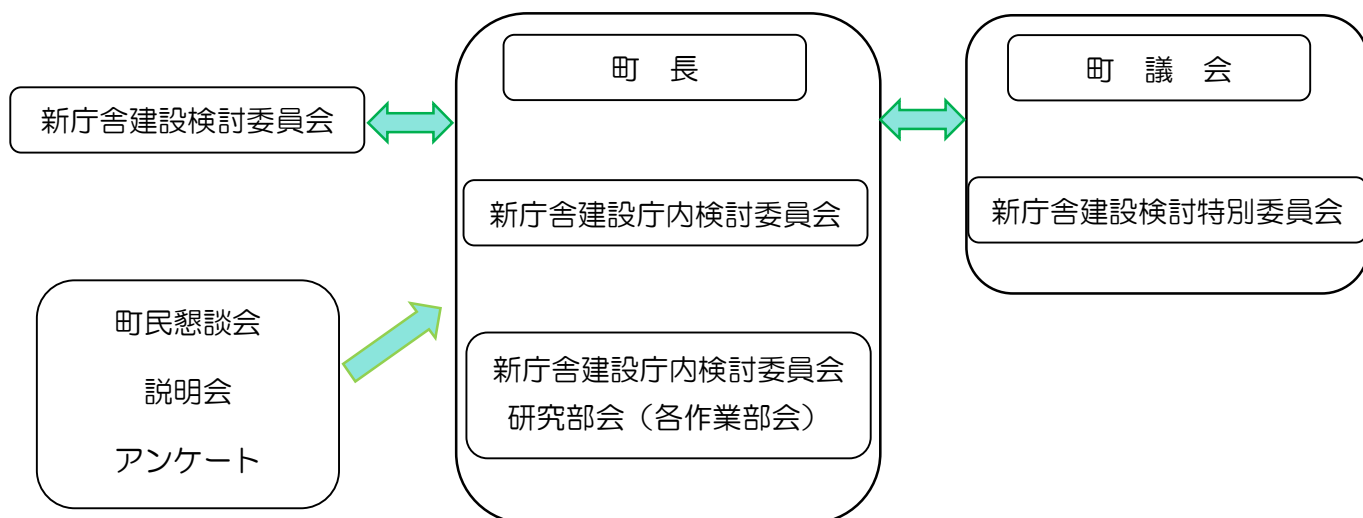 町　長
町　議　会
新庁舎建設検討委員会
新庁舎建設庁内検討委員会
新庁舎建設検討特別委員会
町民懇談会
説明会
アンケート
新庁舎建設庁内検討委員会
研究部会（各作業部会）